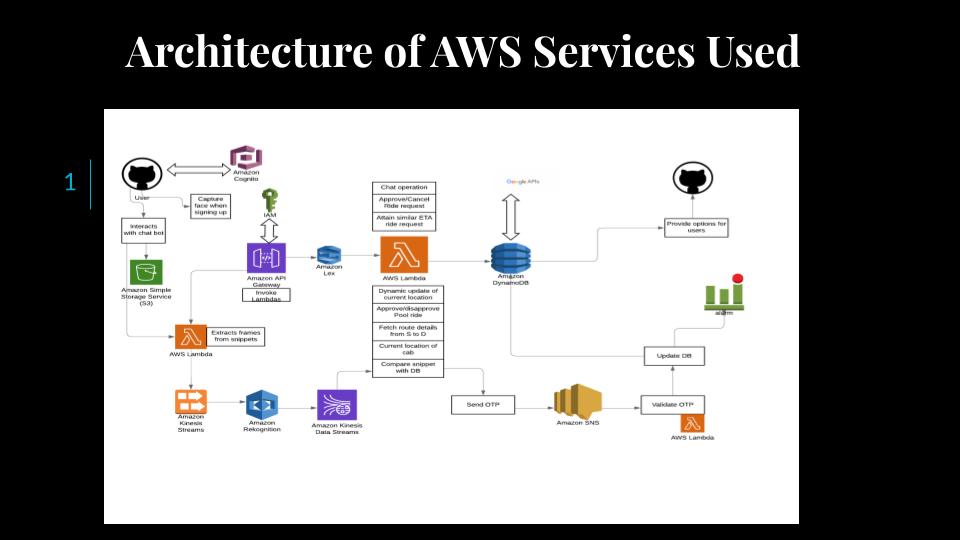 Architecture of AWS Services Used
1
User
Amazon
Cognito
Capture
face when
signing up
IAM
Interacts
with chat bot
Amazon Simple
Storage Service
(S3)
Amazon API
Gateway
Invoke
Lambdas
Amazon
Lex
Chat operation
Approve/Cancel
Ride request
Attain similar ETA
ride request
AWS Lambda
Dynamic update of
current location
Approve/disapprove
Pool ride
Fetch route details
from S to D
Current location of
cab
Compare snippet
with DB
Google APIs
Amazon
DynamoDB
Provide options for
users
alarm
Update DB
Extracts frames
from snippets
AWS Lambda
Amazon
Kinesis
Streams
Amazon
Rekognition
Amazon Kinesis
Data Streams
Send OTP
Amazon SNS
Validate OTP
AWS Lambda